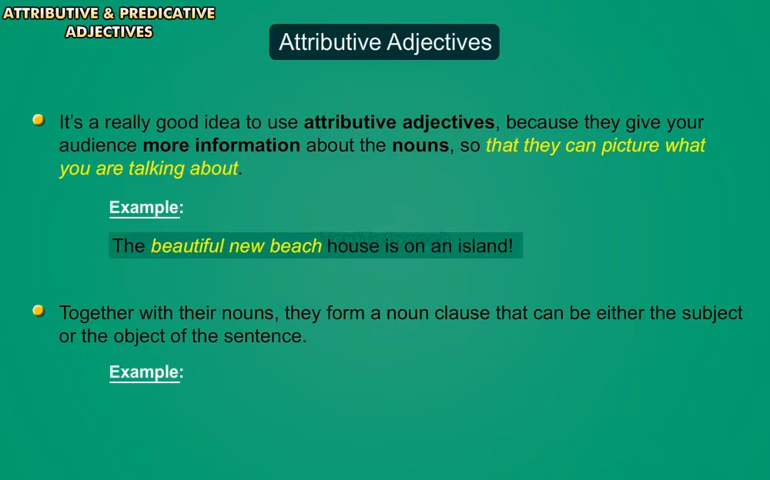 ATTRIBUTIVE & PREDICATIVE
ADJECTIVES
Attributive Adjectives
It's a really good idea to use attributive adjectives, because they give your
audience more information about the nouns, so that they can picture what
you are talking about.
Example:
The beautiful new beach house is on an island!
Together with their nouns, they form a noun clause that can be either the subject
or the object of the sentence.
Example: